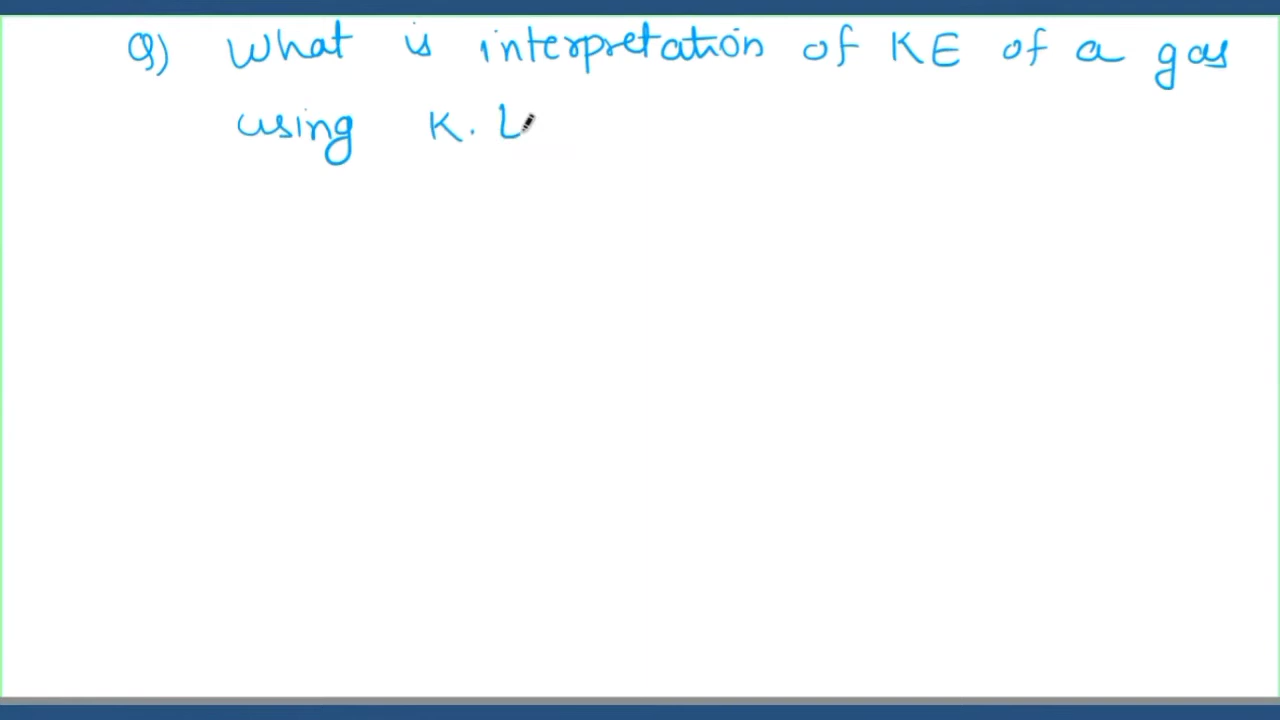 Q) What is interpretation of KE of a gas
using K. L